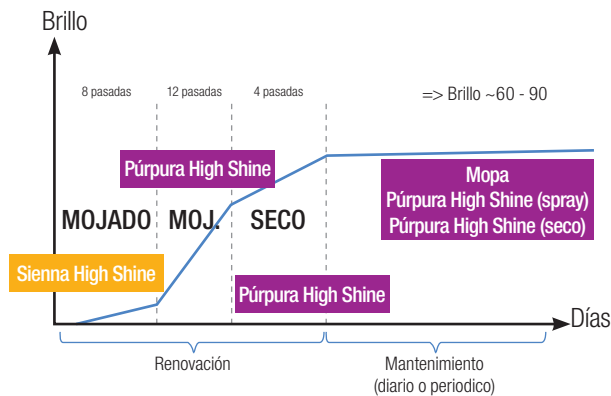 Brillo
8 pasadas
12 pasadas
4 pasadas
=> Brillo ~60 - 90
Púrpura High Shine
Mopa
Púrpura High Shine (spray)
Púrpura High Shine (seco)
MOJADO
MOJ.
SECO
Sienna High Shine
Púrpura High Shine
Días
Renovación
Mantenimiento
(diario o periodico)